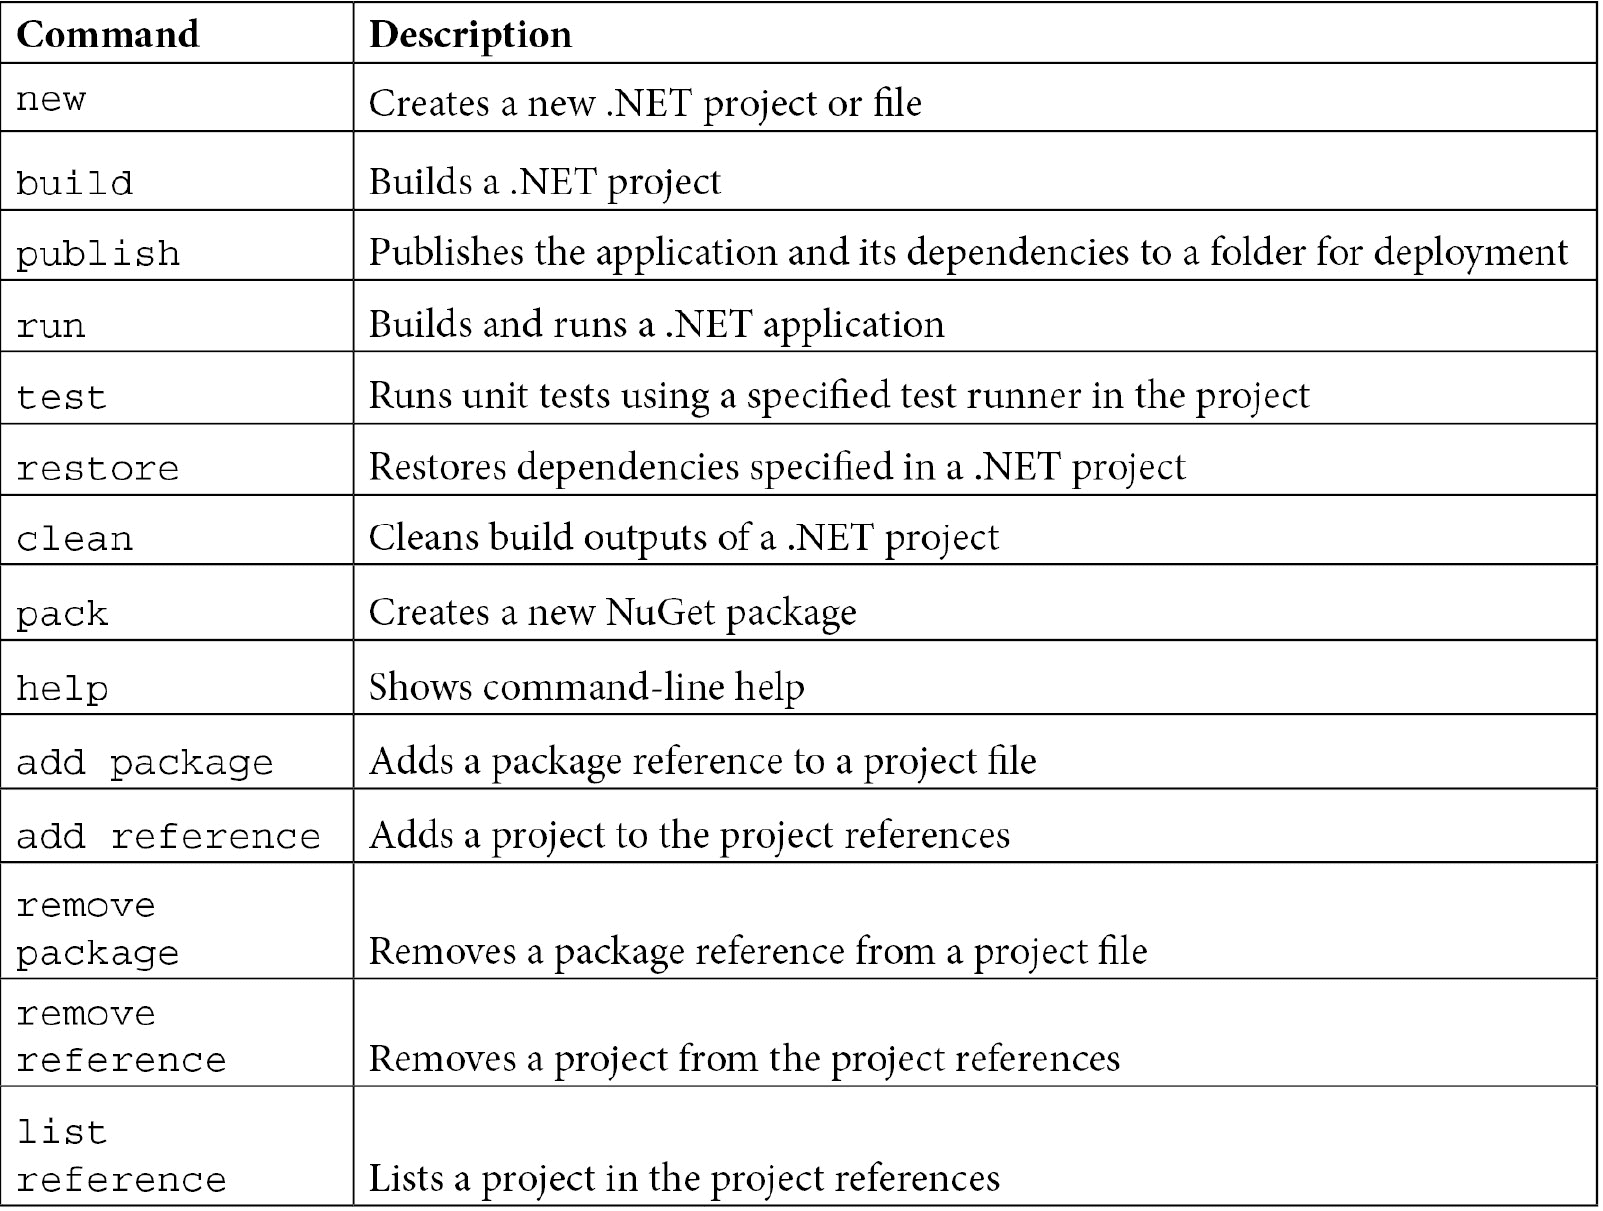 Command Description
new Creates a new .NET project or file
build Builds a .NET project
publish Publishes the application and its dependencies to a folder for deployment
run Builds and runs a .NET application
test Runs unit tests using a specified test runner in the project
restore Restores dependencies specified in a .NET project
clean Cleans build outputs of a .NET project
pack Creates a new NuGet package
help Shows command-line help
add package Adds a package reference to a project file
add reference Adds a project to the project references
remove
package Removes a package reference from a project file
remove
reference Removes a project from the project references
list
reference Lists a project in the project references